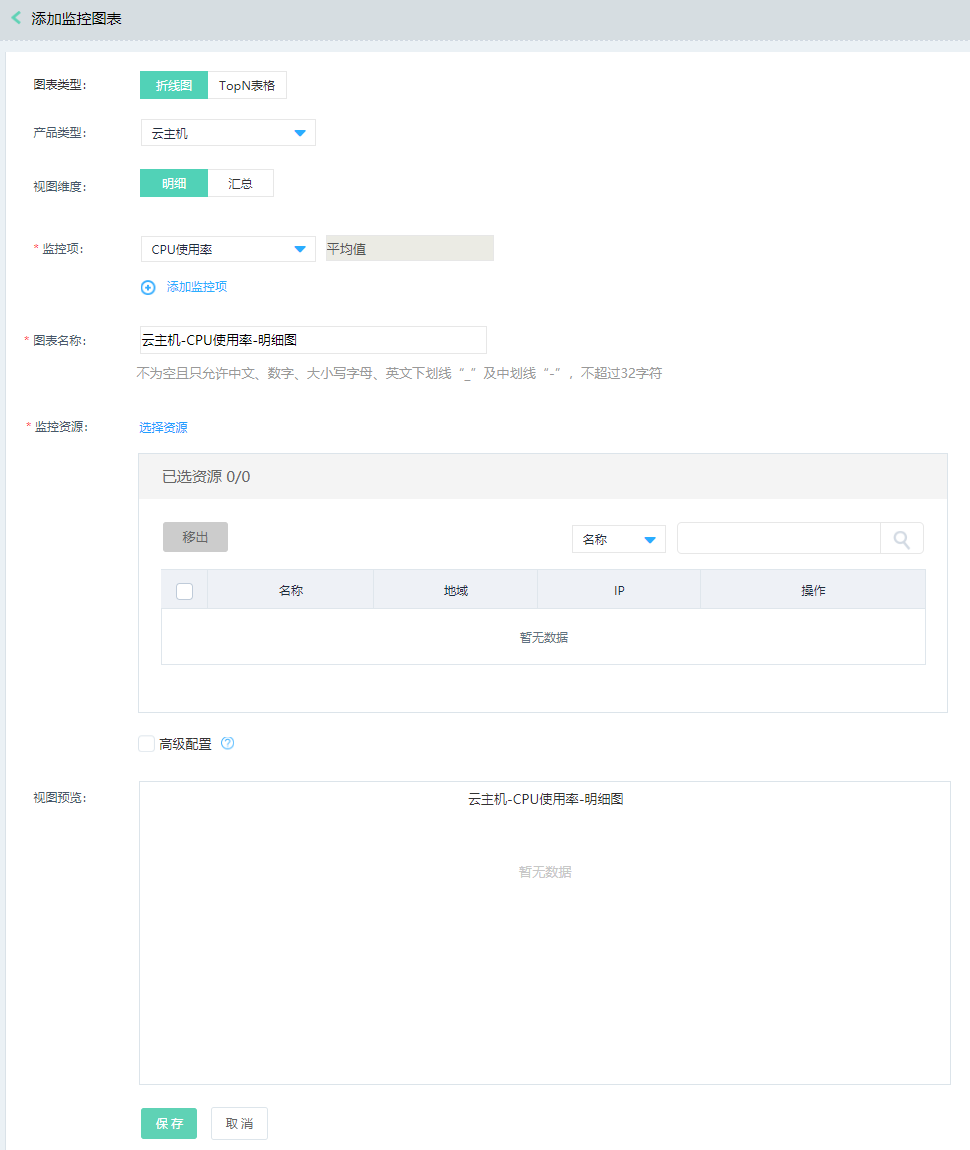 添加监控图表
图表类型: 折线图 TopN表格
产品类型: 云主机
视图维度: 明细 汇总
* 监控项: CPU使用率 平均值
添加监控项
* 图表名称: 云主机-CPU使用率-明细图
不为空且只允许中文、数字、大小写字母、英文下划线“_”及中划线“-”，不超过32字符
* 监控资源: 选择资源
已选资源 0/0
移出 名称
名称 地域 IP 操作
暂无数据
高级配置 ?
视图预览: 云主机-CPU使用率-明细图
暂无数据
保存 取消